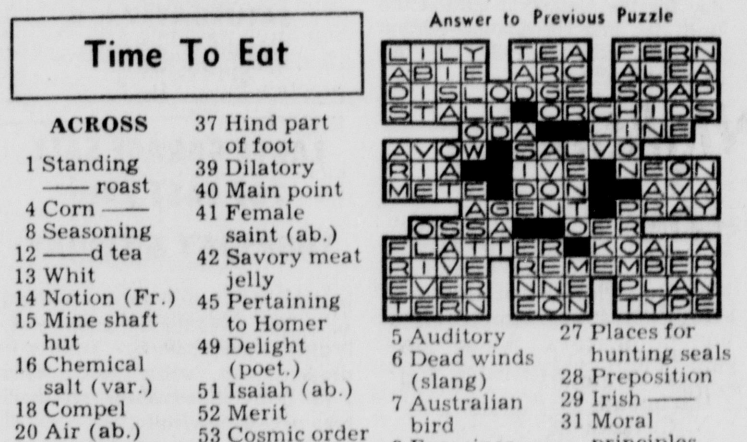 Time To Eat
ACROSS
1 Standing
—— roast
4 Corn ——
8 Seasoning
12 ——d tea
13 Whit
14 Notion (Fr.)
15 Mine shaft
hut
16 Chemical
salt (var.)
18 Compel
20 Air (ab.)
37 Hind part
of foot
39 Dilatory
40 Main point
41 Female
saint (ab.)
42 Savory meat
jelly
45 Pertaining
to Homer
49 Delight
(poet.)
51 Isaiah (ab.)
52 Merit
53 Cosmic order
Answer to Previous Puzzle
LILY TEA FERN
ABIE ARC ALEA
DISLODGE SOAP
STALL ORCHIDS
ODA LINE
AVOW SALVO
RIA IVE NEON
METE DON AVA
AGENT PRAY
OSSA OER
FLATTER KOALA
RIVE REMEMBER
EVER INNE PLAN
TERN EON TYPE
5 Auditory
6 Dead winds
(slang)
7 Australian
bird
27 Places for
hunting seals
28 Preposition
29 Irish ——
31 Moral
principles